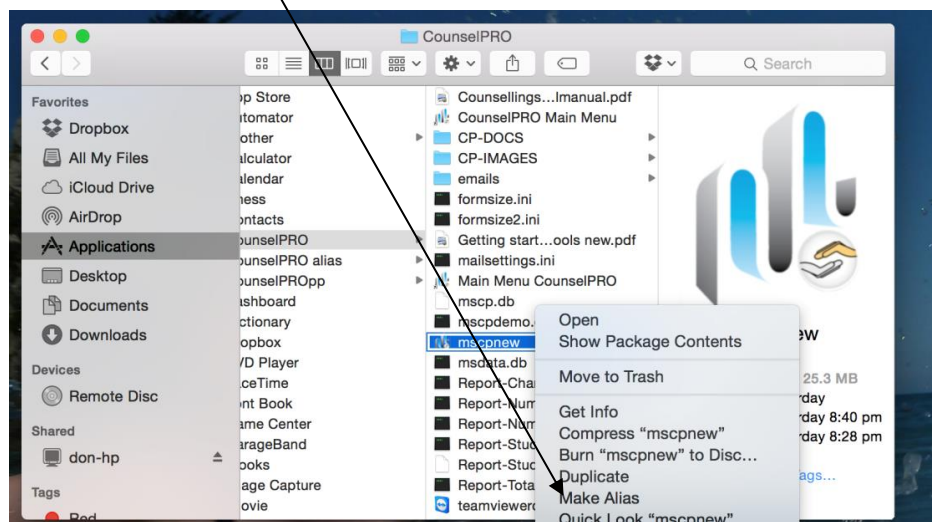 CounselPRO
Search
Favorites
Dropbox
All My Files
iCloud Drive
AirDrop
Applications
Desktop
Documents
Downloads
Devices
Remote Disc
Shared
don-hp
Tags
Red
pp Store
utomator
other
alculator
alendar
ness
ontacts
ounselPRO
ounselPRO alias
ounselPROpp
ashboard
ctionary
opbox
VD Player
aceTime
ont Book
ame Center
arageBand
ooks
age Capture
ovie
Counsellings...lmanual.pdf
CounselPRO Main Menu
CP-DOCS
CP-IMAGES
emails
formsize.ini
formsize2.ini
Getting start...ools new.pdf
mailsettings.ini
Main Menu CounselPRO
mscp.db
mscpdemo.
mscpnew
msdata.db
Report-Cha
Report-Num
Report-Num
Report-Stud
Report-Stud
Report-Tota
teamviewer
Open
Show Package Contents
Move to Trash
Get Info
Compress “mscpnew”
Burn “mscpnew” to Disc...
Duplicate
Make Alias
Quick Look “mscpnew”
ew
25.3 MB
rday
rday 8:40 pm
rday 8:28 pm
ags...